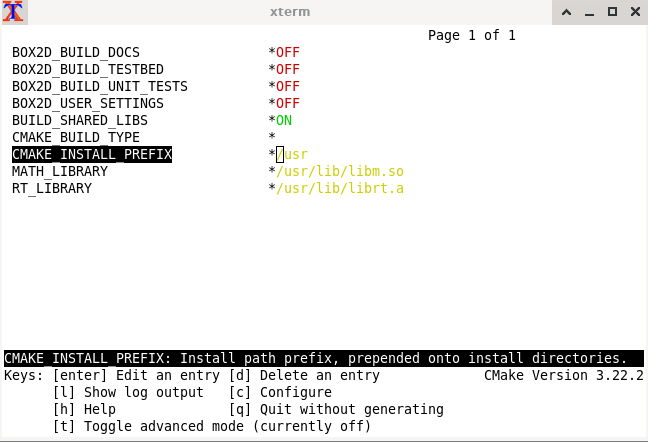 xterm
Page 1 of 1
BOX2D_BUILD_DOCS *OFF
BOX2D_BUILD_TESTBED *OFF
BOX2D_BUILD_UNIT_TESTS *OFF
BOX2D_USER_SETTINGS *OFF
BUILD_SHARED_LIBS *ON
CMAKE_BUILD_TYPE *
CMAKE_INSTALL_PREFIX */usr
MATH_LIBRARY */usr/lib/libm.so
RT_LIBRARY */usr/lib/librt.a
CMAKE_INSTALL_PREFIX: Install path prefix, prepended onto install directories.
Keys: [enter] Edit an entry [d] Delete an entry CMake Version 3.22.2
[l] Show log output [c] Configure
[h] Help [q] Quit without generating
[t] Toggle advanced mode (currently off)